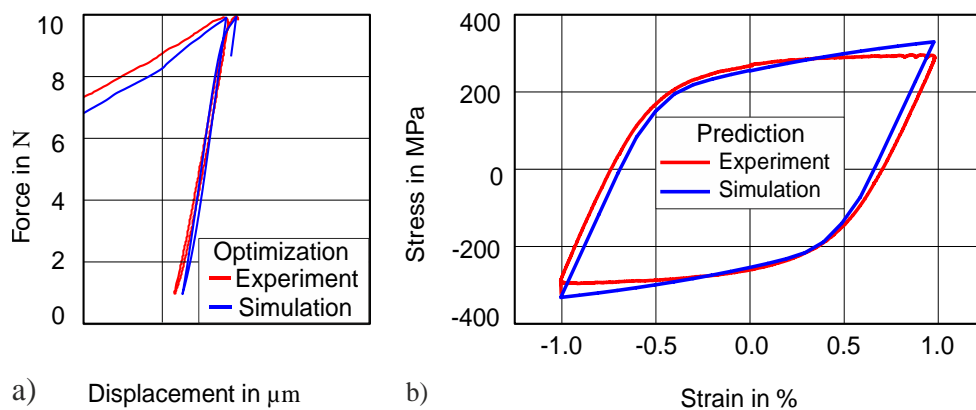 10
8
6
4
2
0
Force in N
Optimization
Experiment
Simulation
a)
Displacement in µm
400
200
0
-200
-400
Stress in MPa
Prediction
Experiment
Simulation
-1.0 -0.5 0.0 0.5 1.0
b)
Strain in %